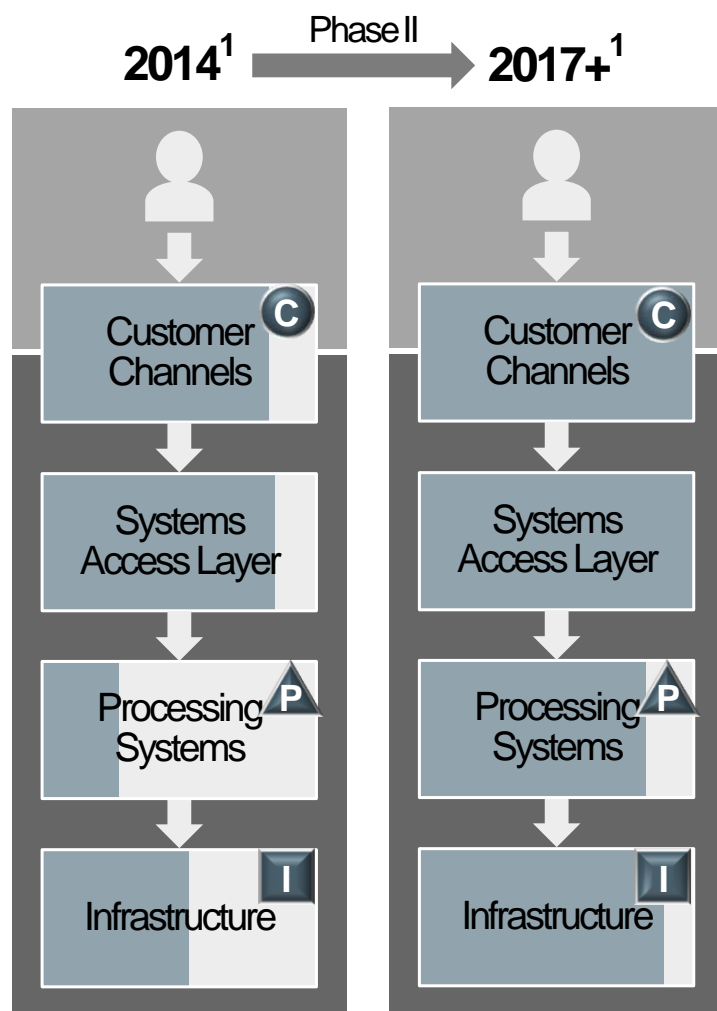 Phase II
2014¹
2017+¹
C
Customer
Channels
Systems
Access Layer
P
Processing
Systems
I
Infrastructure
C
Customer
Channels
Systems
Access Layer
P
Processing
Systems
I
Infrastructure